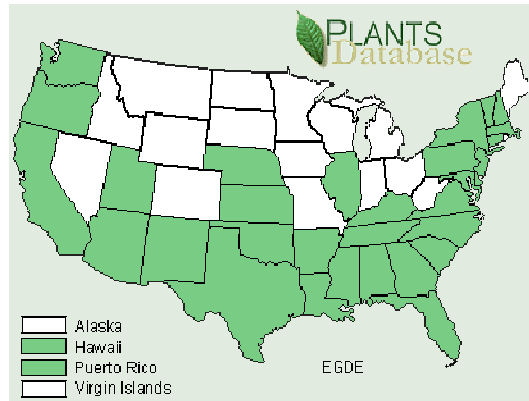 PLANTS
Database
Alaska
Hawaii
Puerto Rico
Virgin Islands
EGDE